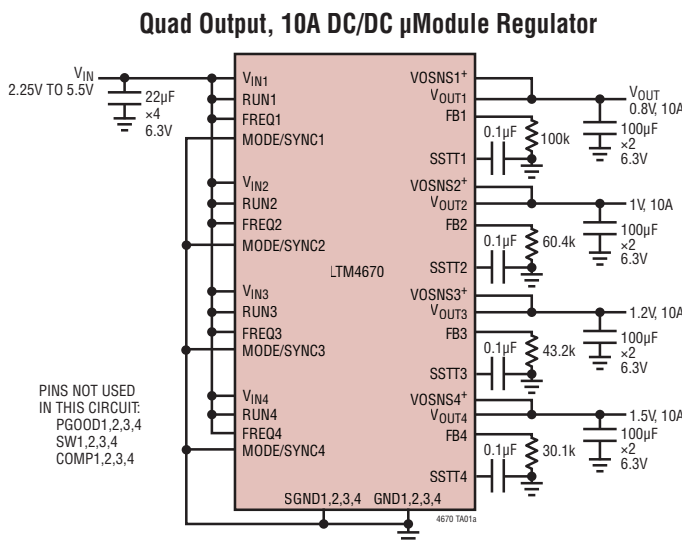 Quad Output, 10A DC/DC µModule Regulator
VIN
2.25V TO 5.5V
22µF
×4
6.3V
VIN1
RUN1
FREQ1
MODE/SYNC1
VIN2
RUN2
FREQ2
MODE/SYNC2
VIN3
RUN3
FREQ3
MODE/SYNC3
VIN4
RUN4
FREQ4
MODE/SYNC4
LTM4670
SGND1,2,3,4 GND1,2,3,4
VOSNS1+
VOUT1
FB1
SSTT1
VOSNS2+
VOUT2
FB2
SSTT2
VOSNS3+
VOUT3
FB3
SSTT3
VOSNS4+
VOUT4
FB4
SSTT4
0.1µF
100k
VOUT
0.8V, 10A
100µF
×2
6.3V
0.1µF
60.4k
1V, 10A
100µF
×2
6.3V
0.1µF
43.2k
1.2V, 10A
100µF
×2
6.3V
0.1µF
30.1k
1.5V, 10A
100µF
×2
6.3V
PINS NOT USED
IN THIS CIRCUIT:
PGOOD1,2,3,4
SW1,2,3,4
COMP1,2,3,4
4670 TA01a